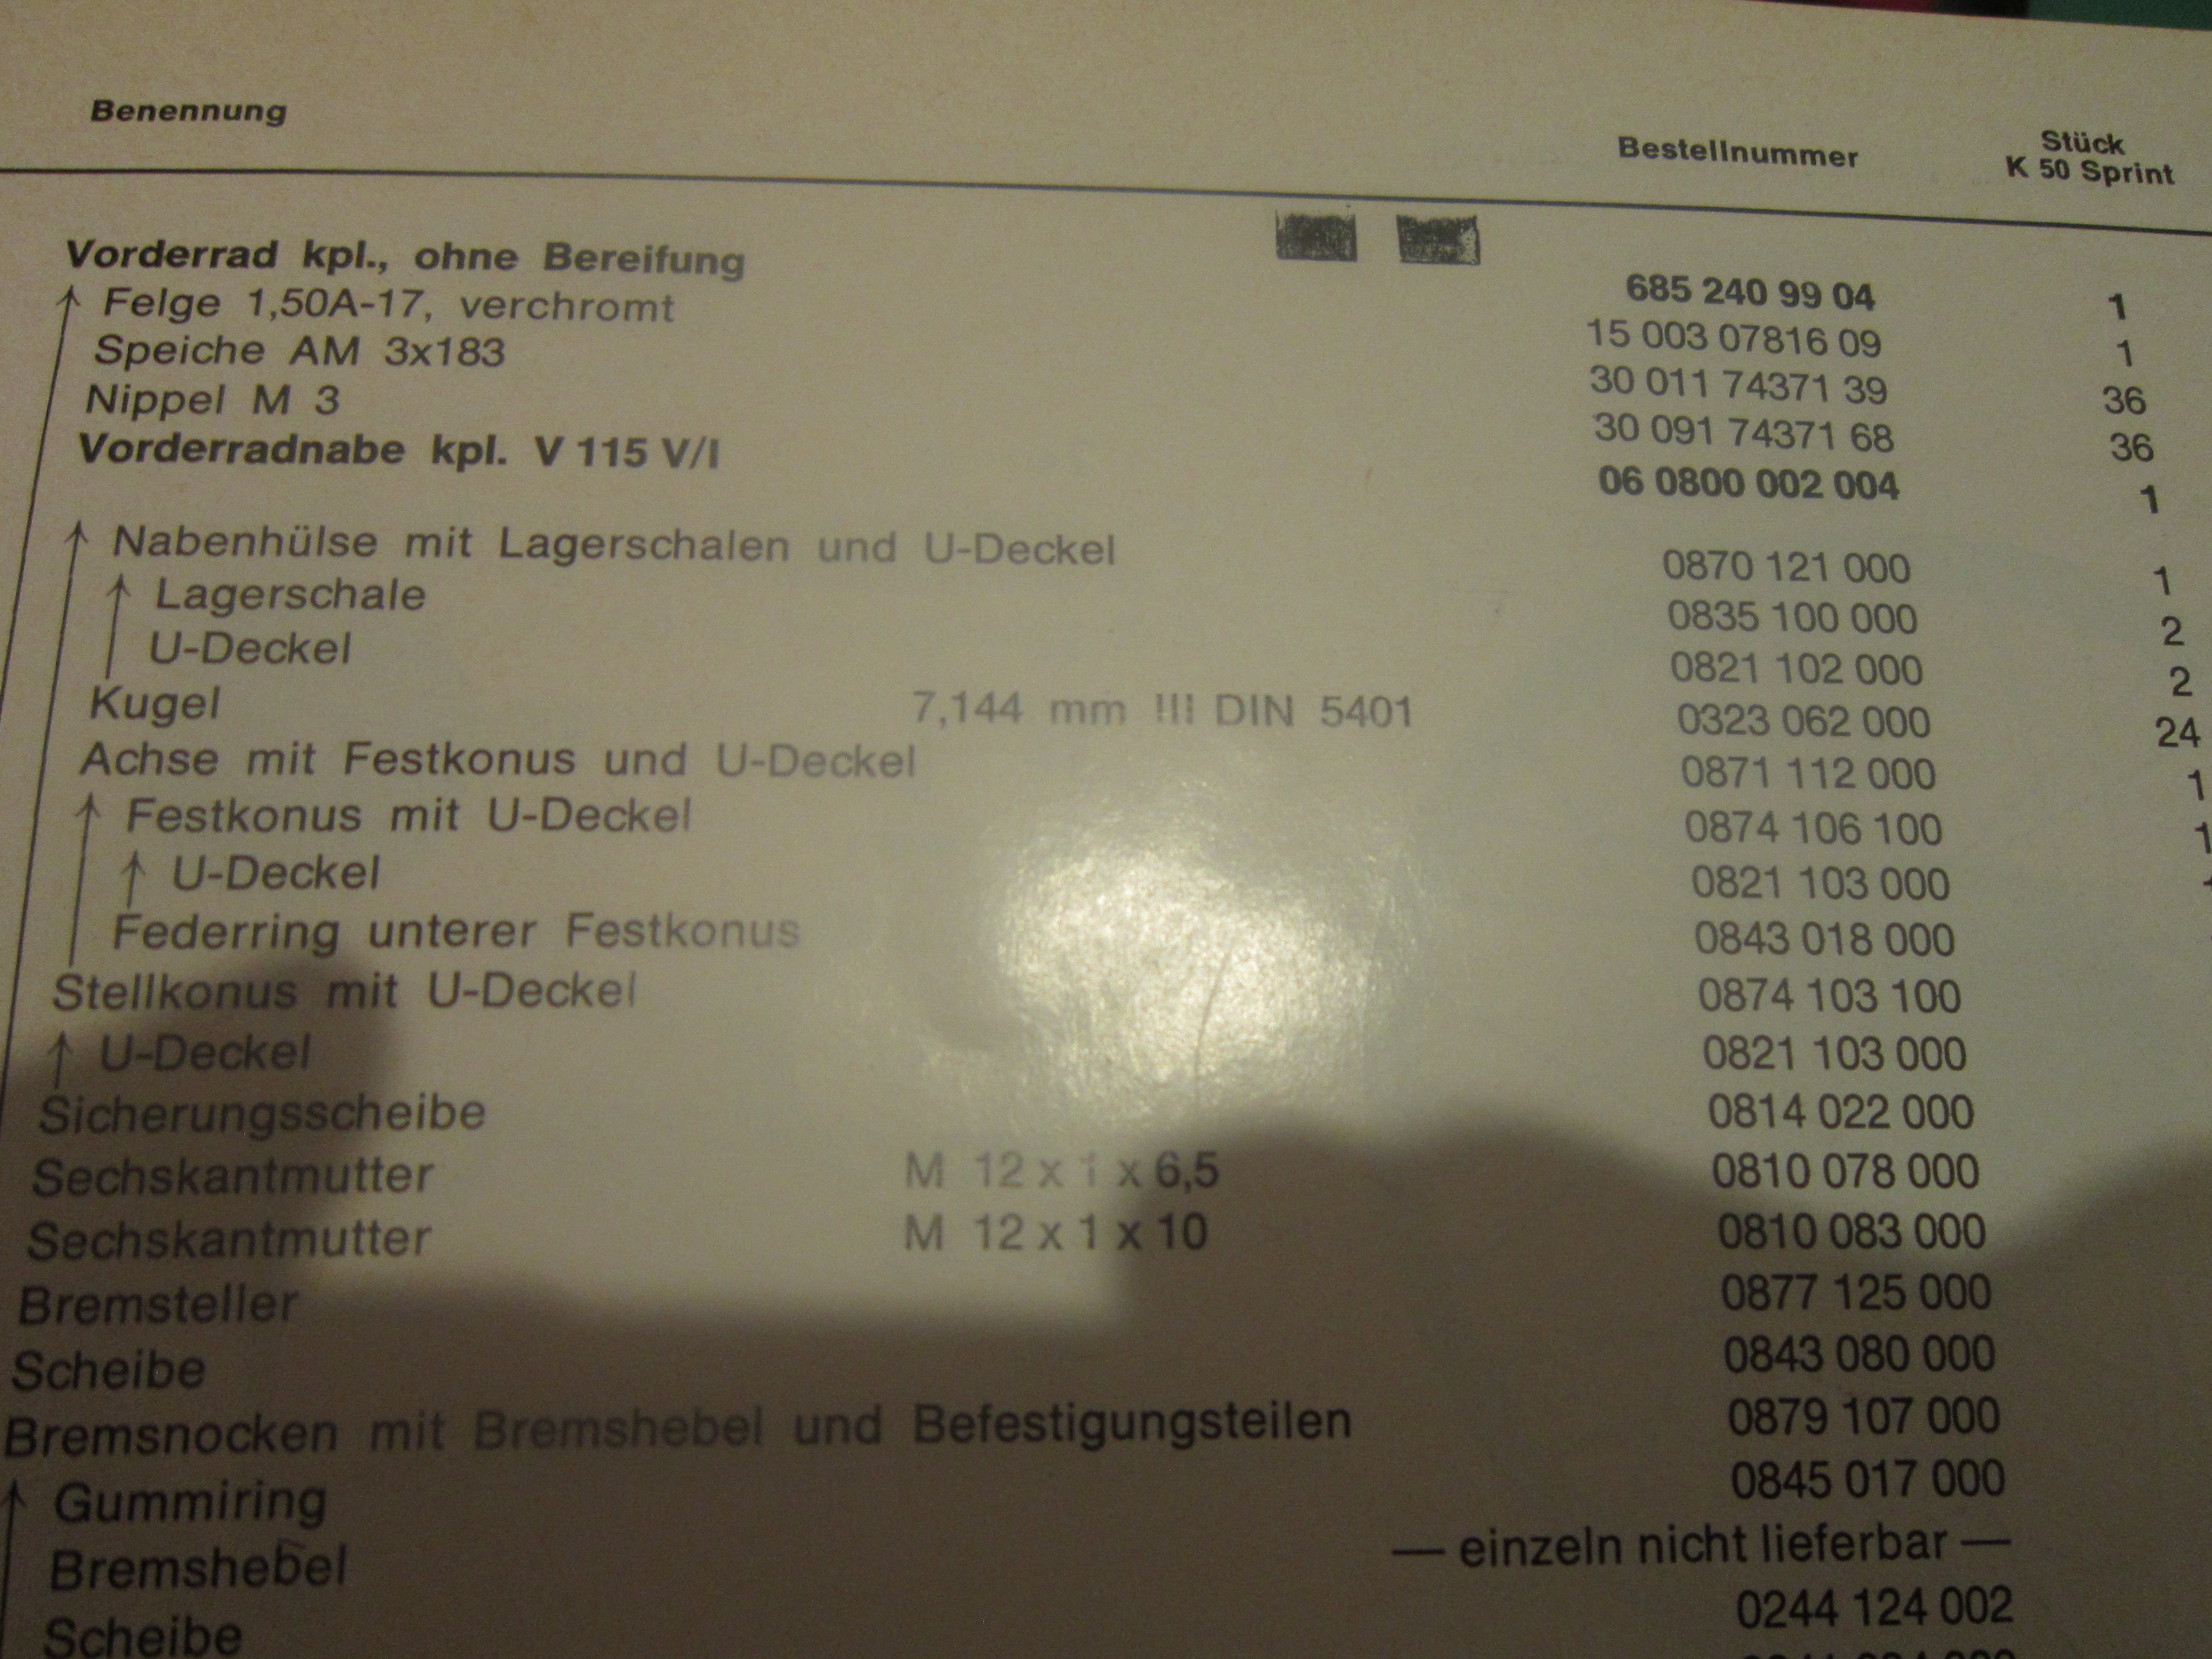 Benennung Bestellnummer Stück
K 50 Sprint
Vorderrad kpl., ohne Bereifung 685 240 99 04 1
↑ Felge 1,50A-17, verchromt 15 003 07816 09 1
Speiche AM 3x183 30 011 74371 39 36
Nippel M 3 30 091 74371 68 36
Vorderradnabe kpl. V 115 V/I 06 0800 002 004 1
↑ Nabenhülse mit Lagerschalen und U-Deckel 0870 121 000 1
↑ Lagerschale 0835 100 000 2
U-Deckel 0821 102 000 2
Kugel 7,144 mm !!! DIN 5401 0323 062 000 24
Achse mit Festkonus und U-Deckel 0871 112 000 1
↑ Festkonus mit U-Deckel 0874 106 100 1
↑ U-Deckel 0821 103 000
Federring unterer Festkonus 0843 018 000
Stellkonus mit U-Deckel 0874 103 100
↑ U-Deckel 0821 103 000
Sicherungsscheibe 0814 022 000
Sechskantmutter M 12 x 1 x 6,5 0810 078 000
Sechskantmutter M 12 x 1 x 10 0810 083 000
Bremsteller 0877 125 000
Scheibe 0843 080 000
Bremsnocken mit Bremshebel und Befestigungsteilen 0879 107 000
↑ Gummiring 0845 017 000
Bremshebel — einzeln nicht lieferbar —
Scheibe 0244 124 002